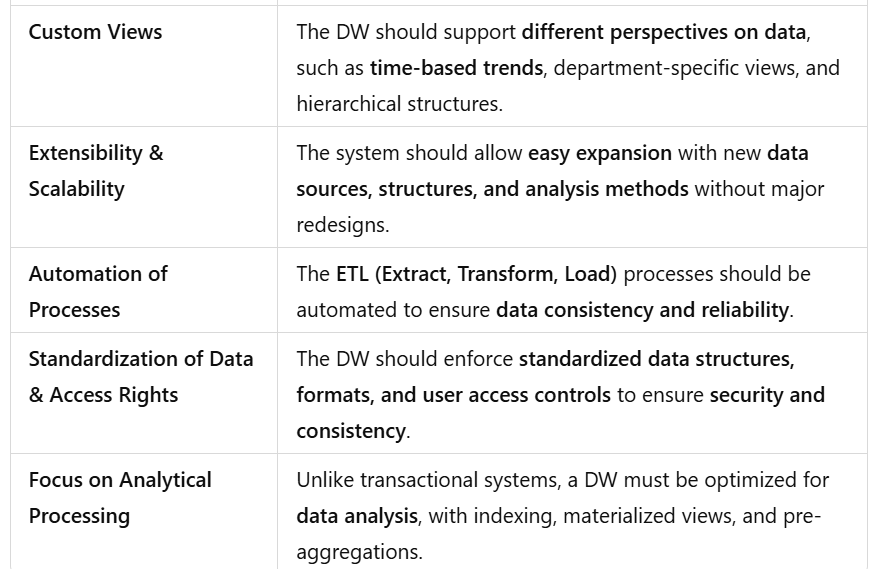 Custom Views
The DW should support different perspectives on data,
such as time-based trends, department-specific views, and
hierarchical structures.
Extensibility &
Scalability
The system should allow easy expansion with new data
sources, structures, and analysis methods without major
redesigns.
Automation of
Processes
The ETL (Extract, Transform, Load) processes should be
automated to ensure data consistency and reliability.
Standardization of Data
& Access Rights
The DW should enforce standardized data structures,
formats, and user access controls to ensure security and
consistency.
Focus on Analytical
Processing
Unlike transactional systems, a DW must be optimized for
data analysis, with indexing, materialized views, and pre-
aggregations.